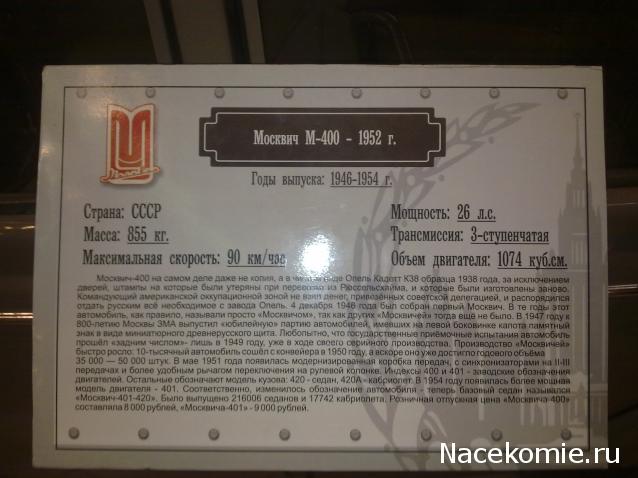 Москвич М-400 - 1952 г.
Годы выпуска: 1946-1954 г.
Страна: СССР
Масса: 855 кг.
Максимальная скорость: 90 км/час
Мощность: 26 л.с.
Трансмиссия: 3-ступенчатая
Объем двигателя: 1074 куб.см.
Москвич-400 на самом деле даже не копия, а в чистом виде Опель Кадетт К38 образца 1938 года, за исключением
дверей, штампы на которые были утеряны при перевозке из Рюссельсхайма, и которые были изготовлены заново.
Командующий американской оккупационной зоной не взял денег, привезённых советской делегацией, и распорядился
отдать русским всё необходимое с завода Опель. 4 декабря 1946 года был собран первый Москвич. В те годы этот
автомобиль, как правило, называли просто «Москвичом», так как других «Москвичей» тогда ещё не было. В 1947 году к
800-летию Москвы ЗМА выпустил «юбилейную» партию автомобилей, имевших на левой боковине капота памятный
знак в виде миниатюрного древнерусского щита. Любопытно, что государственные приёмочные испытания автомобиль
прошёл «задним числом» лишь в 1949 году, уже в ходе своего серийного производства. Производство «Москвичей»
быстро росло: 10-тысячный автомобиль сошёл с конвейера в 1950 году, а вскоре оно уже достигло годового объёма
35 000 — 50 000 штук. В мае 1951 года появилась модернизированная коробка передач, с синхронизаторами на II-III
передачи и более удобным рычагом переключения на рулевой колонке. Индексы 400 и 401 - заводские обозначения
двигателей. Остальные обозначают модель кузова: 420 - седан, 420А - кабриолет. В 1954 году появилась более мощная
модель двигателя - 401. Соответственно, изменилось обозначение автомобиля - теперь базовый седан назывался
«Москвич-401-420». Было выпущено 216006 седанов и 17742 кабриолета. Розничная отпускная цена «Москвича 400»
составляла 8 000 рублей, «Москвича-401» - 9 000 рублей.
Nacekomie.ru